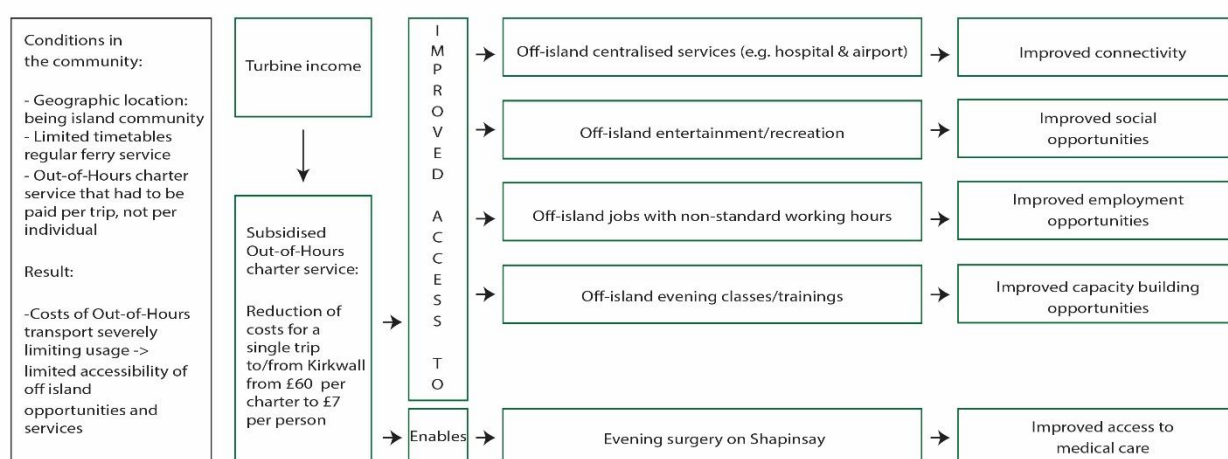 Conditions in
the community:
- Geographic location:
being island community
- Limited timetables
regular ferry service
- Out-of-Hours charter
service that had to be
paid per trip, not per
individual
Result:
-Costs of Out-of-Hours
transport severely
limiting usage ->
limited accessibility of
off island
opportunities and
services
Turbine income
Subsidised
Out-of-Hours
charter service:
Reduction of
costs for a
single trip
to/from Kirkwall
from £60 per
charter to £7
per person
I
M
P
R
O
V
E
D
A
C
C
E
S
S
T
O
Enables
Off-island centralised services (e.g. hospital & airport)
Improved connectivity
Off-island entertainment/recreation
Improved social
opportunities
Off-island jobs with non-standard working hours
Improved employment
opportunities
Off-island evening classes/trainings
Improved capacity building
opportunities
Evening surgery on Shapinsay
Improved access to
medical care